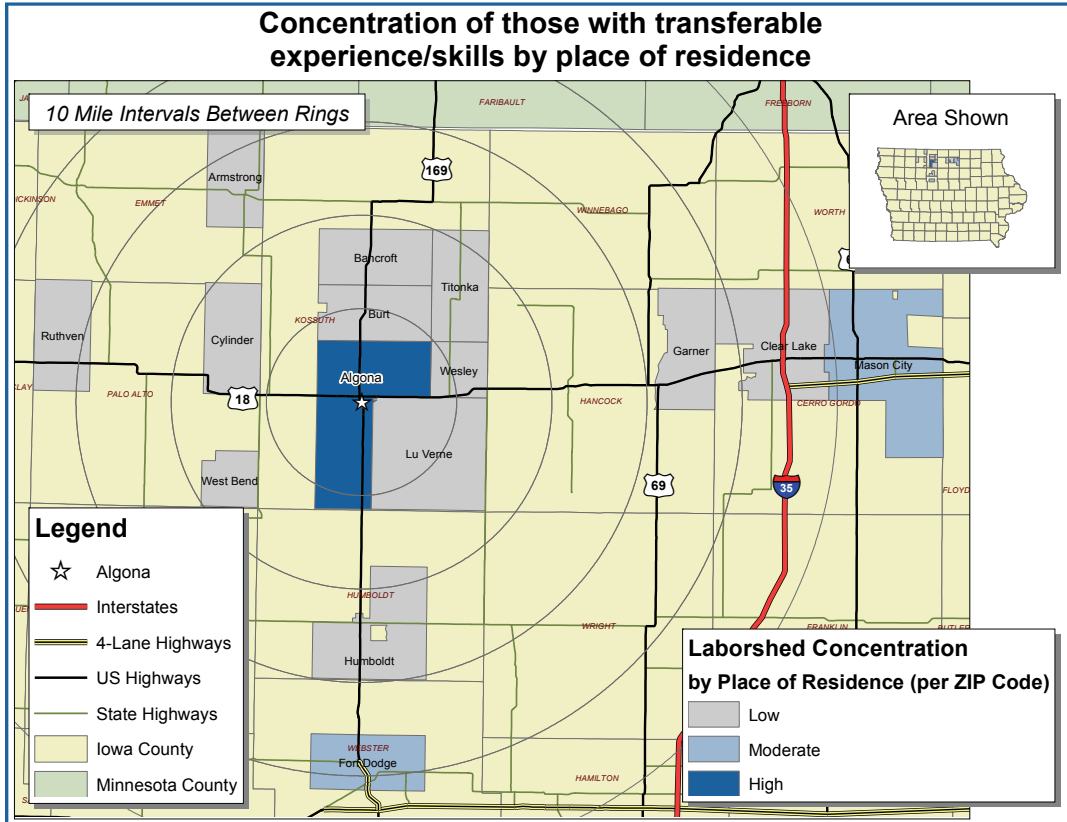 Concentration of those with transferable
experience/skills by place of residence
10 Mile Intervals Between Rings
FARIBAULT
FREEBORN
Area Shown
169
Armstrong
DICKINSON
EMMET
WINNEBAGO
WORTH
Bancroft
Titonka
KOSSUTH
Burt
Ruthven
Cylinder
Garner
Clear Lake
Mason City
Algona
Wesley
CLAY
PALO ALTO
18
HANCOCK
CERRO GORDO
Lu Verne
West Bend
69
35
FLOYD
Legend
Algona
Interstates
4-Lane Highways
US Highways
State Highways
Iowa County
Minnesota County
HUMBOLDT
WRIGHT
FRANKLIN
BUTLER
Humboldt
WEBSTER
Fort Dodge
HAMILTON
Laborshed Concentration
by Place of Residence (per ZIP Code)
Low
Moderate
High